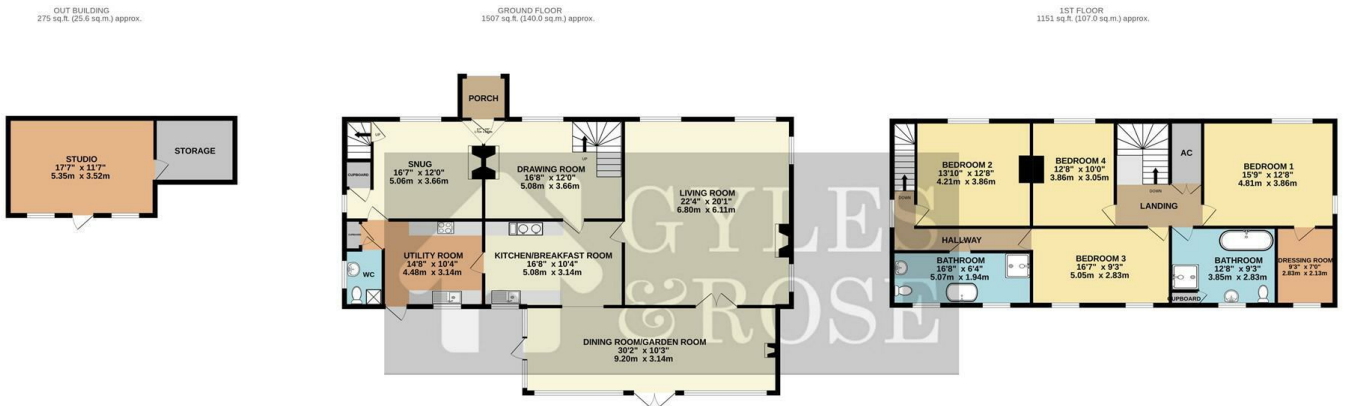 OUT BUILDING
275 sq.ft. (25.6 sq.m.) approx.
GROUND FLOOR
1507 sq.ft. (140.0 sq.m.) approx.
1ST FLOOR
1151 sq.ft. (107.0 sq.m.) approx.
STUDIO
17'7" x 11'7"
5.35m x 3.52m
STORAGE
PORCH
UP
SNUG
16'7" x 12'0"
5.06m x 3.66m
CUPBOARD
UP
DRAWING ROOM
16'8" x 12'0"
5.08m x 3.66m
LIVING ROOM
22'4" x 20'1"
6.80m x 6.11m
UTILITY ROOM
14'8" x 10'4"
4.48m x 3.14m
KITCHEN/BREAKFAST ROOM
16'8" x 10'4"
5.08m x 3.14m
WC
DINING ROOM/GARDEN ROOM
30'2" x 10'3"
9.20m x 3.14m
GYLES
& ROSE
BEDROOM 2
13'10" x 12'8"
4.21m x 3.86m
DOWN
BEDROOM 4
12'8" x 10'0"
3.86m x 3.05m
DOWN
AC
BEDROOM 1
15'9" x 12'8"
4.81m x 3.86m
LANDING
HALLWAY
BATHROOM
16'8" x 6'4"
5.07m x 1.94m
BEDROOM 3
16'7" x 9'3"
5.05m x 2.83m
BATHROOM
12'8" x 9'3"
3.85m x 2.83m
CUPBOARD
DRESSING ROOM
9'3" x 7'0"
2.83m x 2.13m